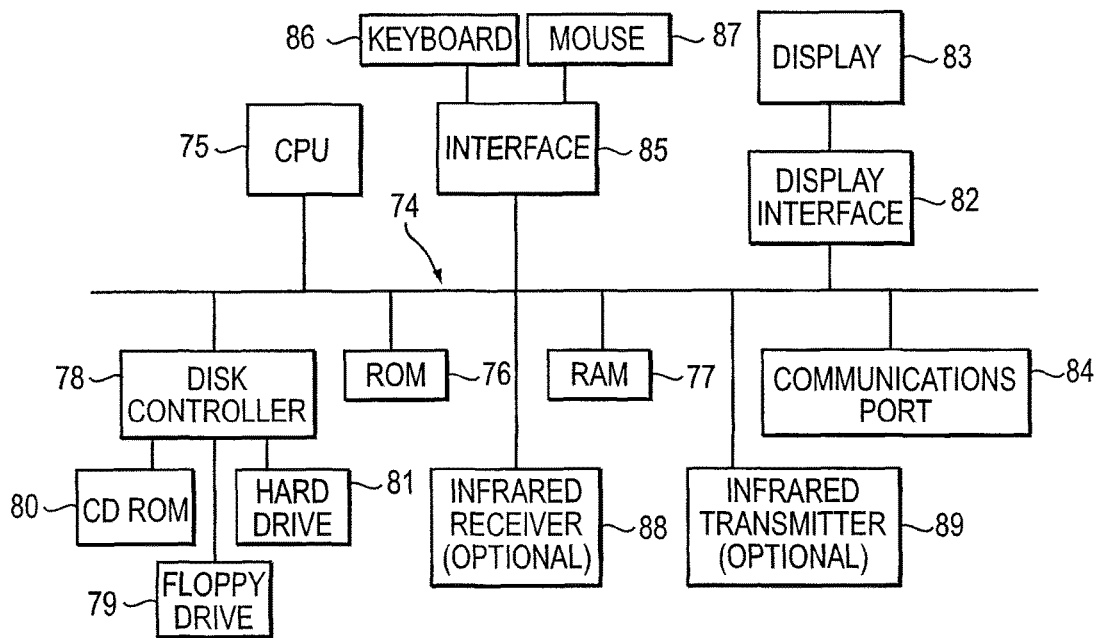 86 KEYBOARD
MOUSE 87
DISPLAY 83
75 CPU
INTERFACE 85
DISPLAY
INTERFACE 82
74
78 DISK
CONTROLLER
ROM 76
RAM 77
COMMUNICATIONS
PORT 84
80 CD ROM
HARD
DRIVE 81
79 FLOPPY
DRIVE
INFRARED
RECEIVER
(OPTIONAL) 88
INFRARED
TRANSMITTER
(OPTIONAL) 89